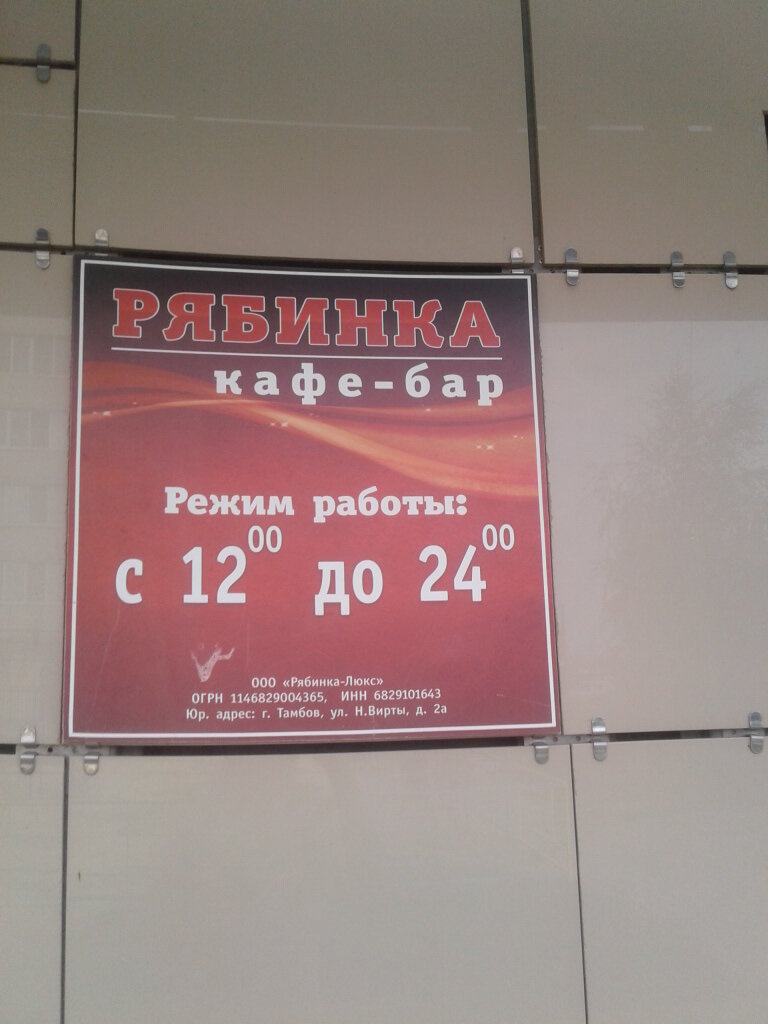 РЯБИНКА
кафе-бар
Режим работы:
с 12⁰⁰ до 24⁰⁰
ООО «Рябинка-Люкс»
ОГРН 1146829004365, ИНН 6829101643
Юр. адрес: г. Тамбов, ул. Н.Вирты, д. 2а